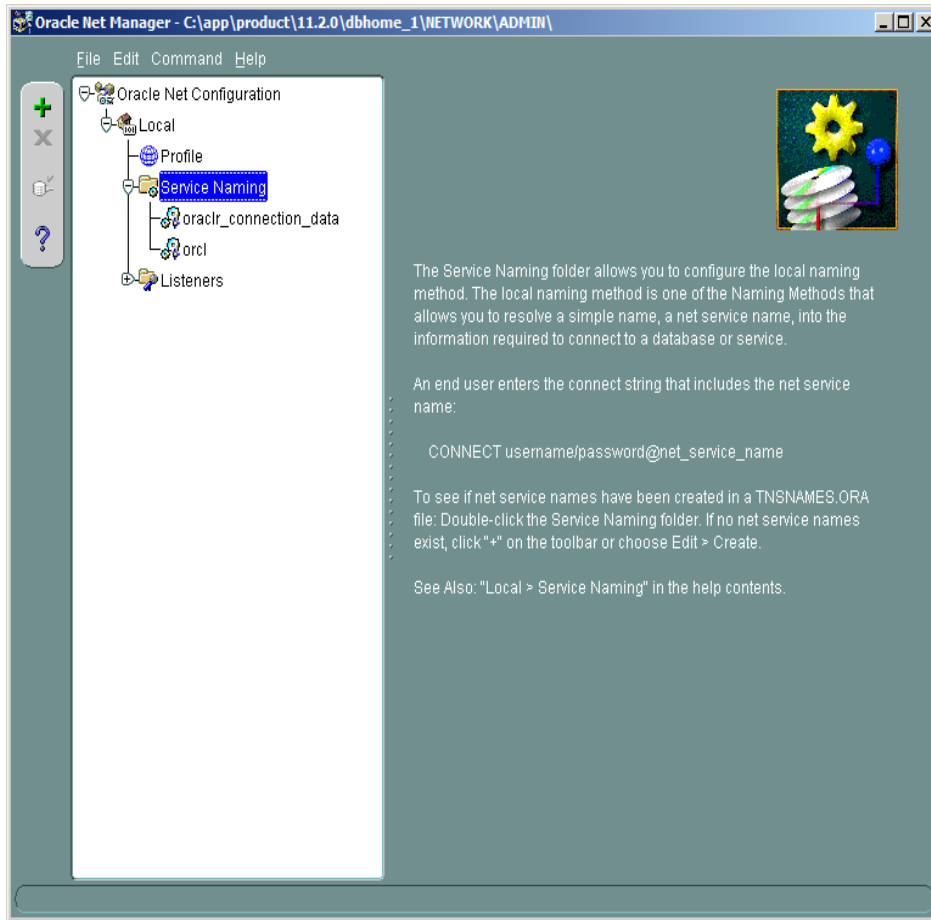 Oracle Net Manager - C:\app\product\11.2.0\dbhome_1\NETWORK\ADMIN\
File Edit Command Help
Oracle Net Configuration
Local
Profile
Service Naming
oraclr_connection_data
orcl
Listeners
The Service Naming folder allows you to configure the local naming
method. The local naming method is one of the Naming Methods that
allows you to resolve a simple name, a net service name, into the
information required to connect to a database or service.
An end user enters the connect string that includes the net service
name:
CONNECT username/password@net_service_name
To see if net service names have been created in a TNSNAMES.ORA
file: Double-click the Service Naming folder. If no net service names
exist, click "+" on the toolbar or choose Edit > Create.
See Also: "Local > Service Naming" in the help contents.